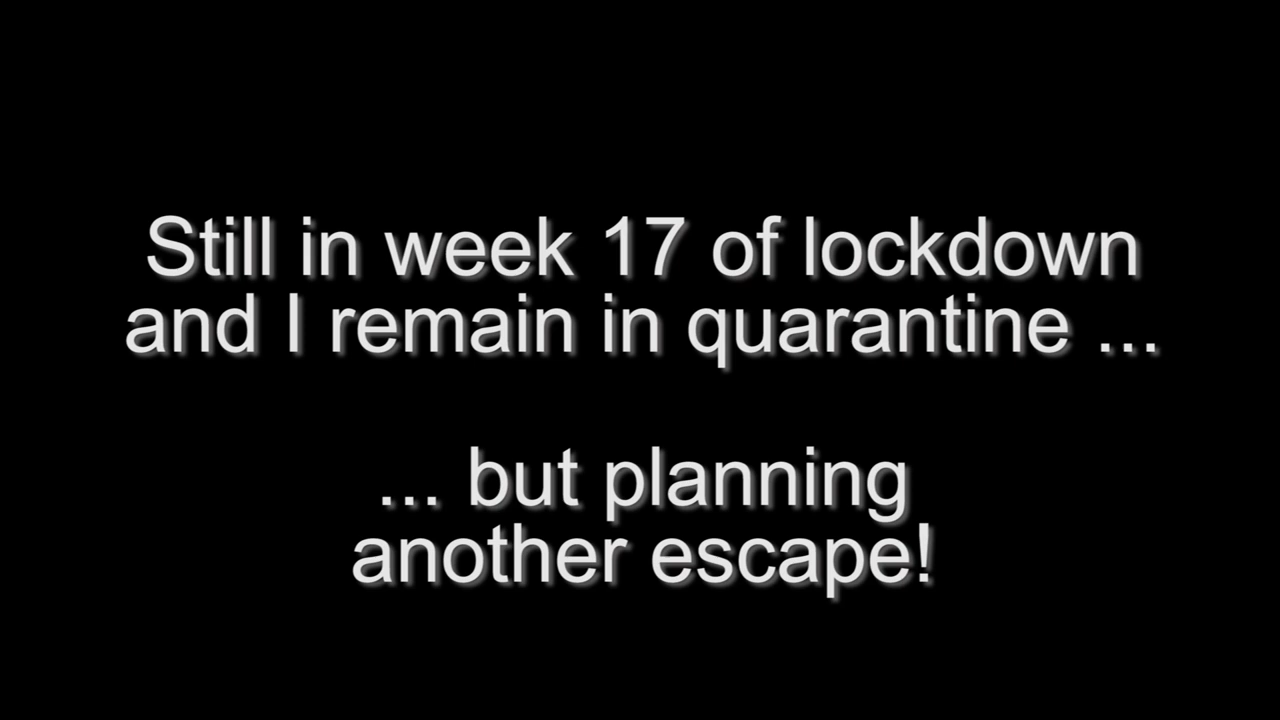 Still in week 17 of lockdown
and I remain in quarantine ...
... but planning
another escape!